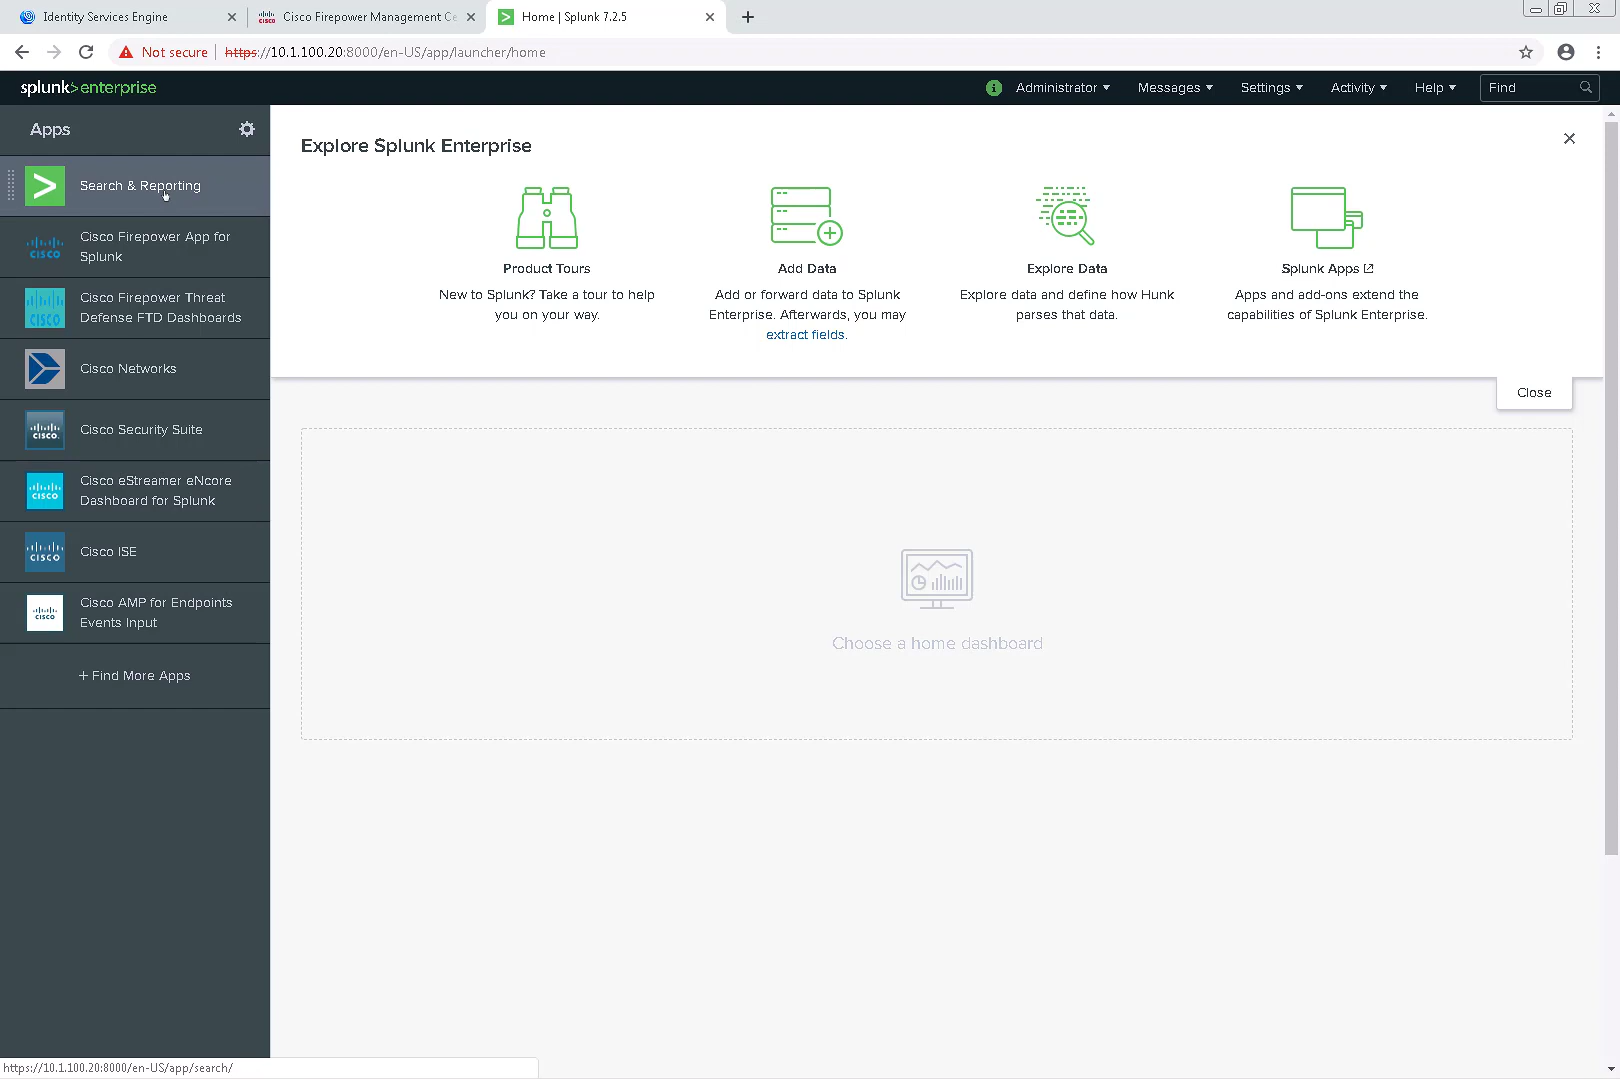 Identity Services Engine
Cisco Firepower Management Ce
Home | Splunk 7.2.5
Not secure
https://10.1.100.20:8000/en-US/app/launcher/home
splunk>enterprise
i
Administrator
Messages
Settings
Activity
Help
Find
Apps
Search & Reporting
Cisco Firepower App for
Splunk
Cisco Firepower Threat
Defense FTD Dashboards
Cisco Networks
Cisco Security Suite
Cisco eStreamer eNcore
Dashboard for Splunk
Cisco ISE
Cisco AMP for Endpoints
Events Input
+ Find More Apps
Explore Splunk Enterprise
Product Tours
New to Splunk? Take a tour to help
you on your way.
Add Data
Add or forward data to Splunk
Enterprise. Afterwards, you may
extract fields.
Explore Data
Explore data and define how Hunk
parses that data.
Splunk Apps
Apps and add-ons extend the
capabilities of Splunk Enterprise.
Close
Choose a home dashboard
https://10.1.100.20:8000/en-US/app/search/
CISCO
CISCO
CISCO
CISCO
CISCO
CISCO
CISCO